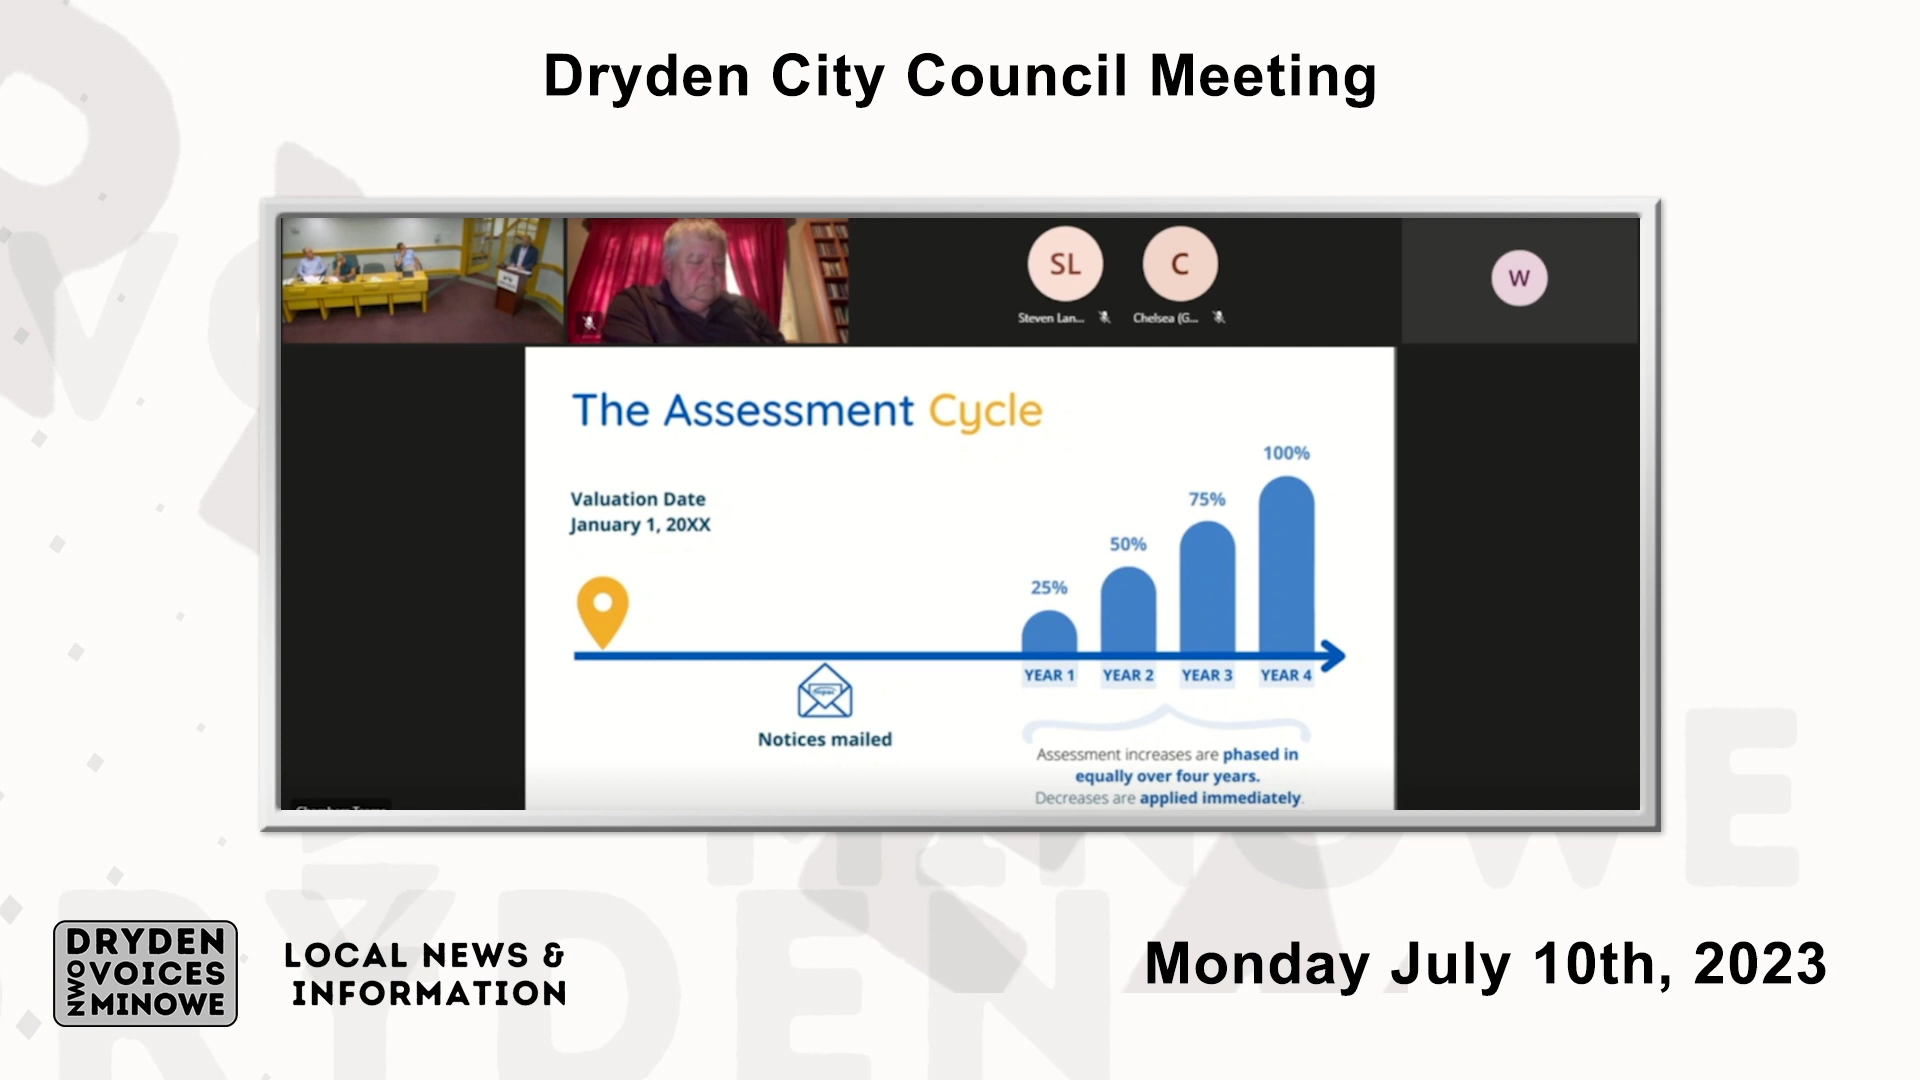 Dryden City Council Meeting
SL
C
W
Steven Lan...
Chelsea (G...
The Assessment Cycle
Valuation Date
January 1, 20XX
100%
75%
50%
25%
YEAR 1
YEAR 2
YEAR 3
YEAR 4
Notices mailed
Assessment increases are phased in
equally over four years.
Decreases are applied immediately.
DRYDEN
NWO VOICES
MINOWE
LOCAL NEWS &
INFORMATION
Monday July 10th, 2023